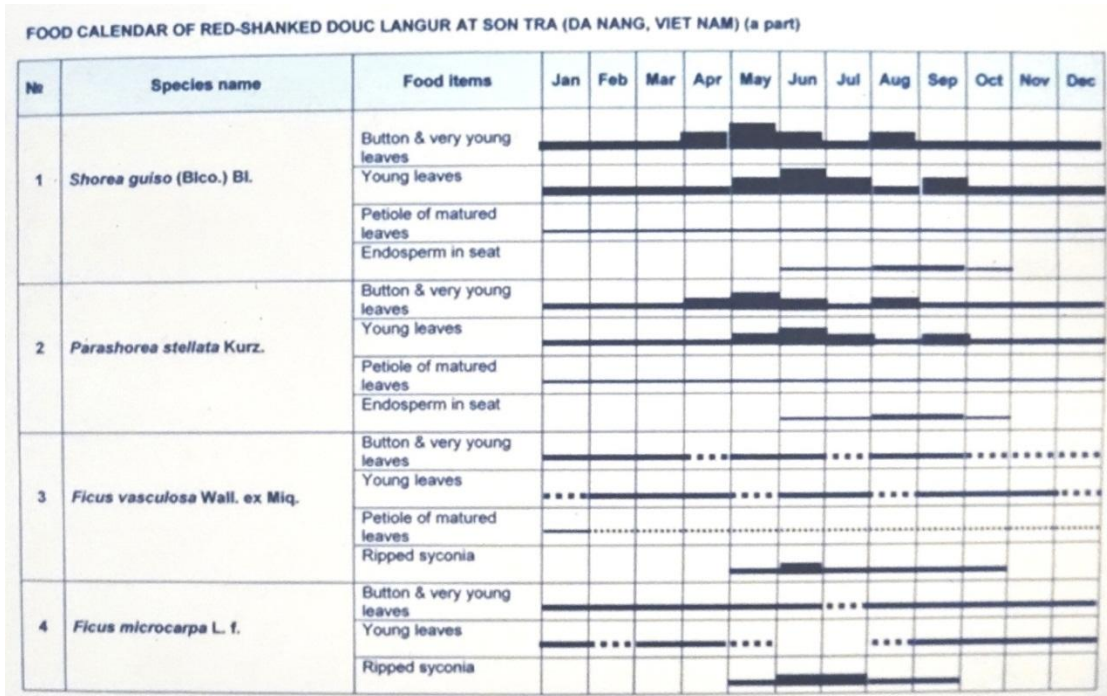 FOOD CALENDAR OF RED-SHANKED DOUC LANGUR AT SON TRA (DA NANG, VIET NAM) (a part)
№ Species name Food items Jan Feb Mar Apr May Jun Jul Aug Sep Oct Nov Dec
1 Shorea guiso (Blco.) Bl.
Button & very young
leaves
Young leaves
Petiole of matured
leaves
Endosperm in seat
2 Parashorea stellata Kurz.
Button & very young
leaves
Young leaves
Petiole of matured
leaves
Endosperm in seat
3 Ficus vasculosa Wall. ex Miq.
Button & very young
leaves
Young leaves
Petiole of matured
leaves
Ripped syconia
4 Ficus microcarpa L. f.
Button & very young
leaves
Young leaves
Ripped syconia